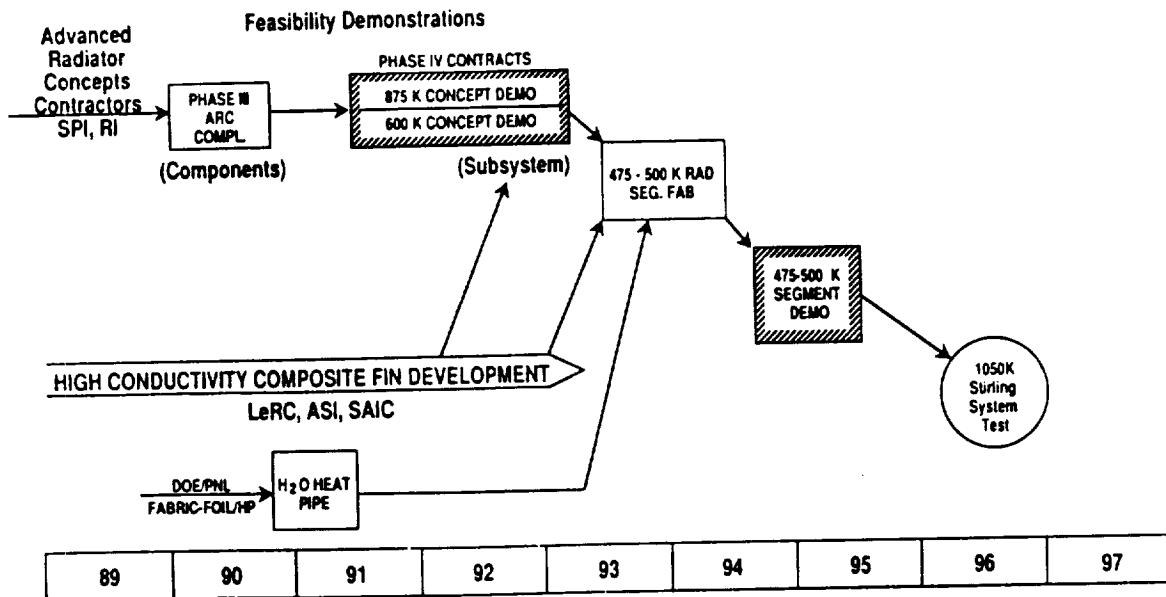 Feasibility Demonstrations
Advanced
Radiator
Concepts
Contractors
SPI, RI
PHASE III
ARC
COMPL.
(Components)
PHASE IV CONTRACTS
875 K CONCEPT DEMO
600 K CONCEPT DEMO
(Subsystem)
475 - 500 K RAD
SEG. FAB
475-500 K
SEGMENT
DEMO
1050K
Stirling
System
Test
HIGH CONDUCTIVITY COMPOSITE FIN DEVELOPMENT
LeRC, ASI, SAIC
DOE/PNL
FABRIC-FOIL/HP
H2O HEAT
PIPE
89 90 91 92 93 94 95 96 97